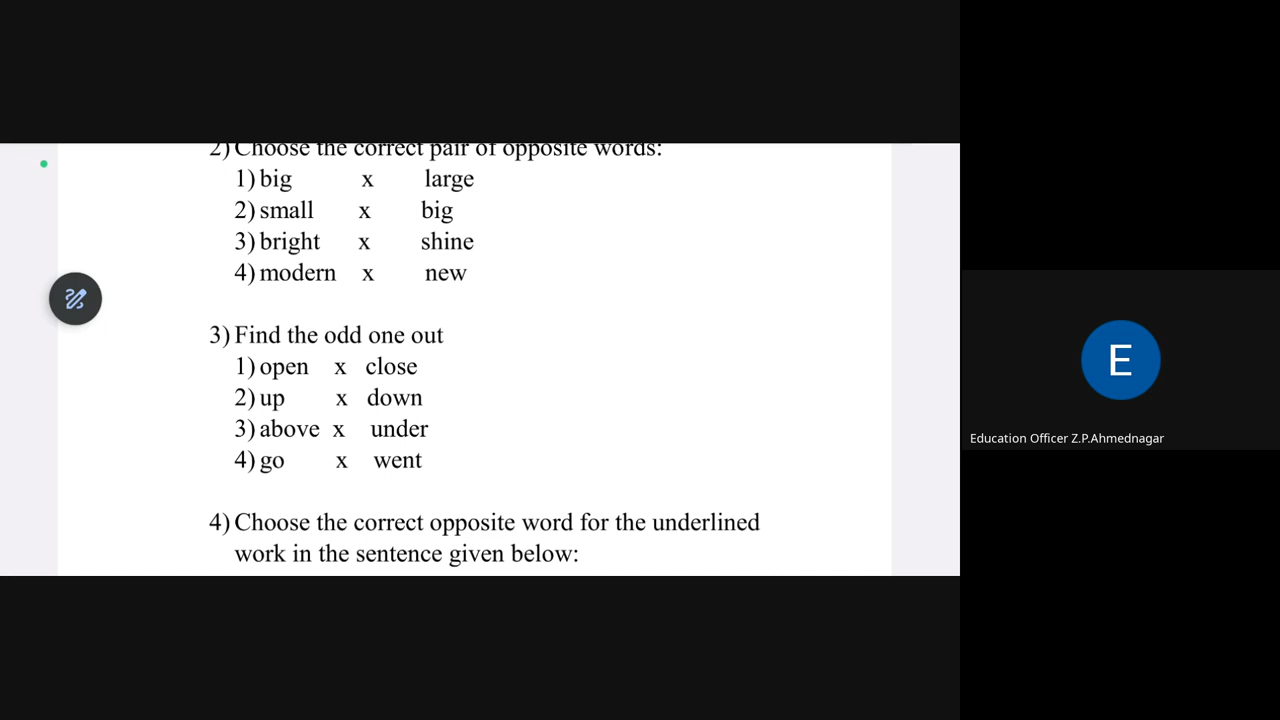 2) Choose the correct pair of opposite words:
1) big x large
2) small x big
3) bright x shine
4) modern x new
3) Find the odd one out
1) open x close
2) up x down
3) above x under
4) go x went
4) Choose the correct opposite word for the underlined
work in the sentence given below:
E
Education Officer Z.P.Ahmednagar